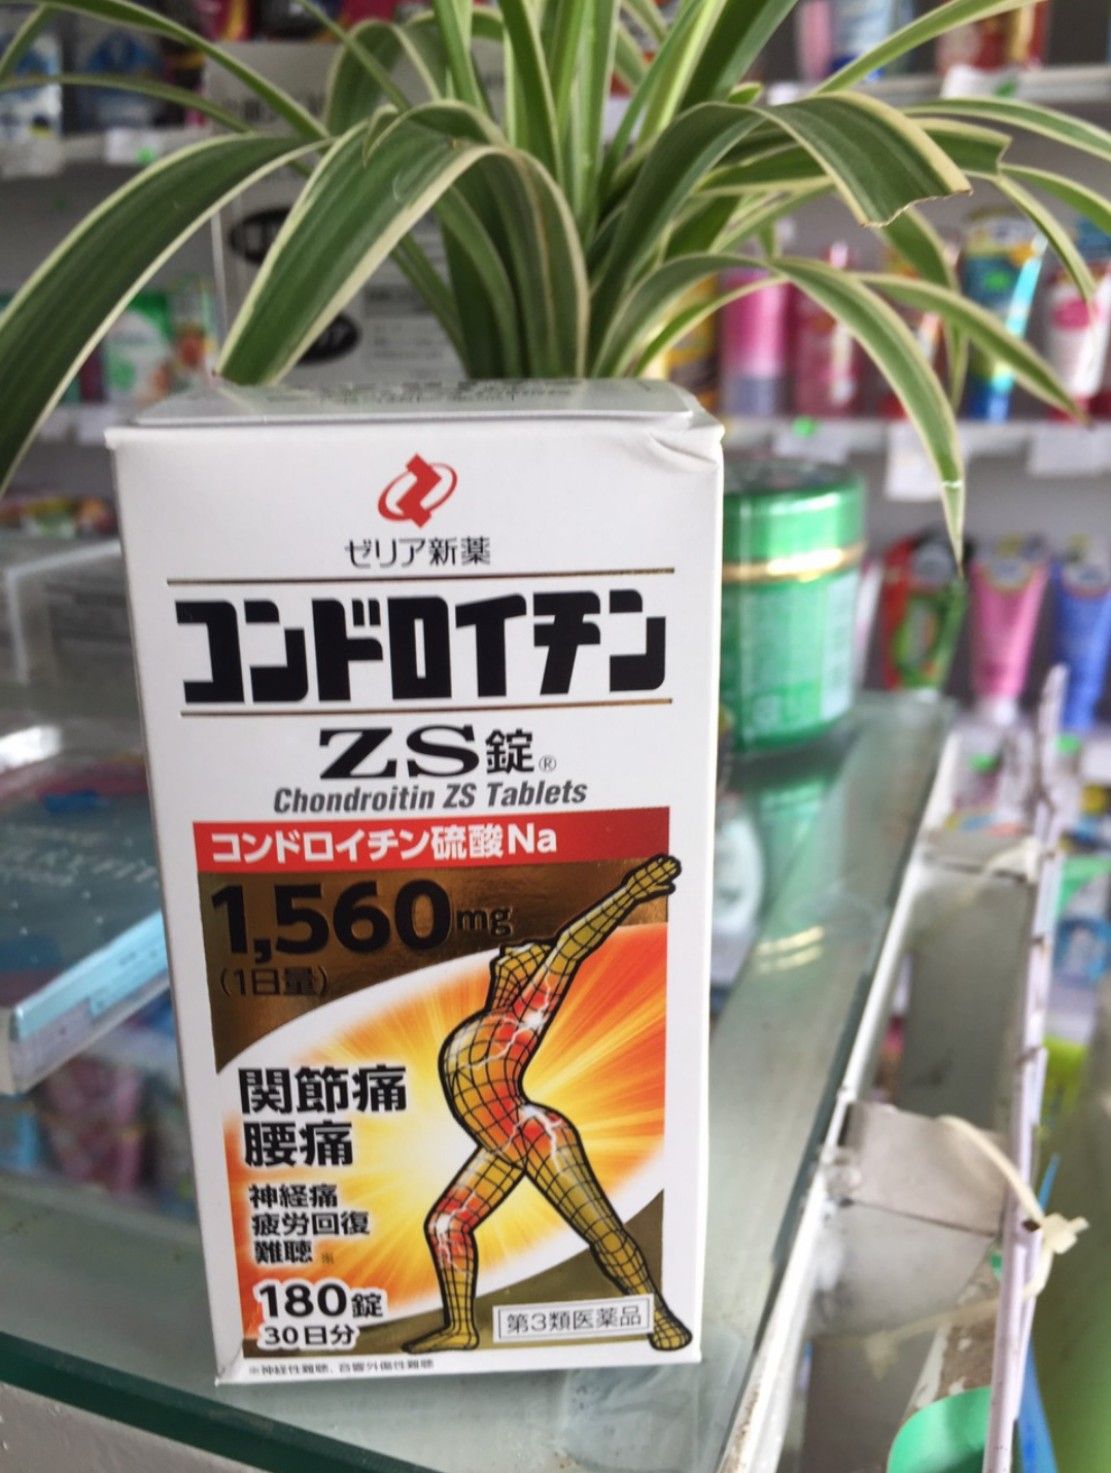 ゼリア新薬
コンドロイチン
ZS錠®
Chondroitin ZS Tablets
コンドロイチン硫酸Na
1,560mg
(1日量)
関節痛
腰痛
神経痛
疲労回復
難聴※
180錠
30日分
第3類医薬品
※神経性難聴、音響外傷性難聴